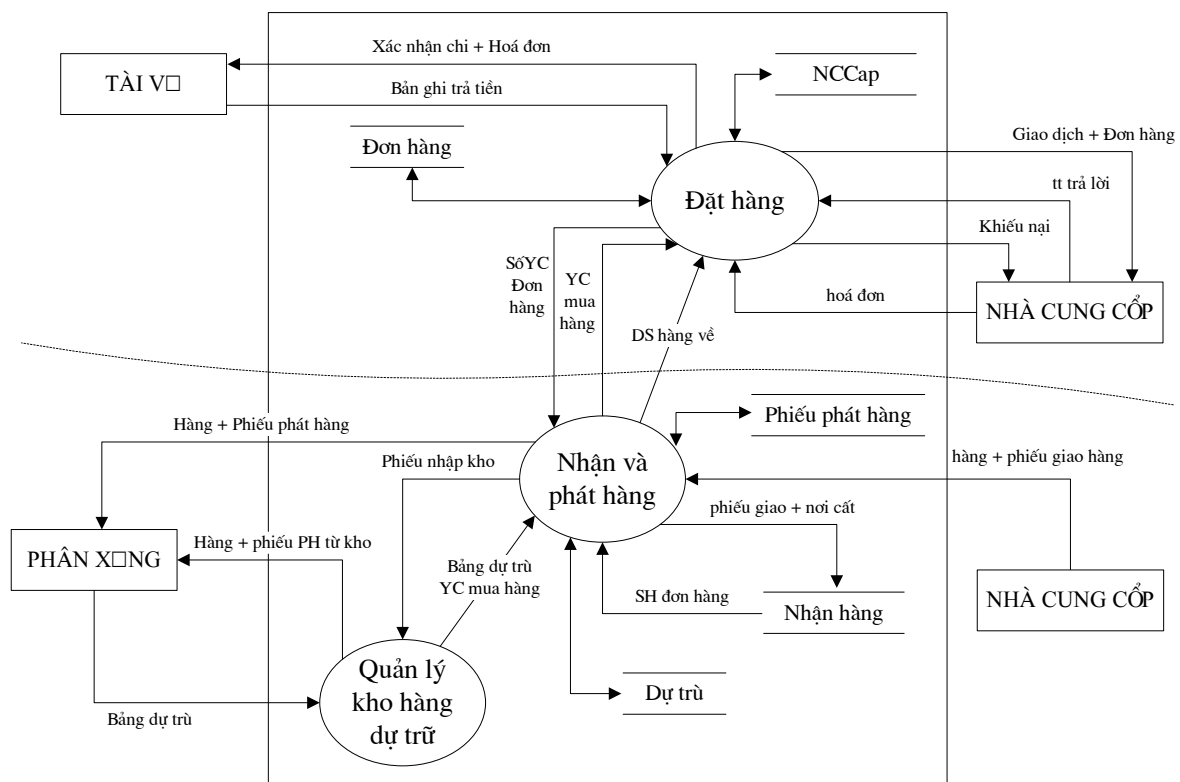 Xác nhận chi + Hoá đơn
TÀI V□
NCCap
Bản ghi trả tiền
Đơn hàng
Giao dịch + Đơn hàng
tt trả lời
Đặt hàng
Khiếu nại
SốYC
Đơn
hàng
YC
mua
hàng
hoá đơn
NHÀ CUNG CỔP
DS hàng về
Hàng + Phiếu phát hàng
Phiếu phát hàng
Phiếu nhập kho
Nhận và
phát hàng
hàng + phiếu giao hàng
phiếu giao + nơi cất
Hàng + phiếu PH từ kho
PHÂN X□NG
Bảng dự trù
YC mua hàng
SH đơn hàng
Nhận hàng
NHÀ CUNG CỔP
Quản lý
kho hàng
dự trữ
Dự trù
Bảng dự trù